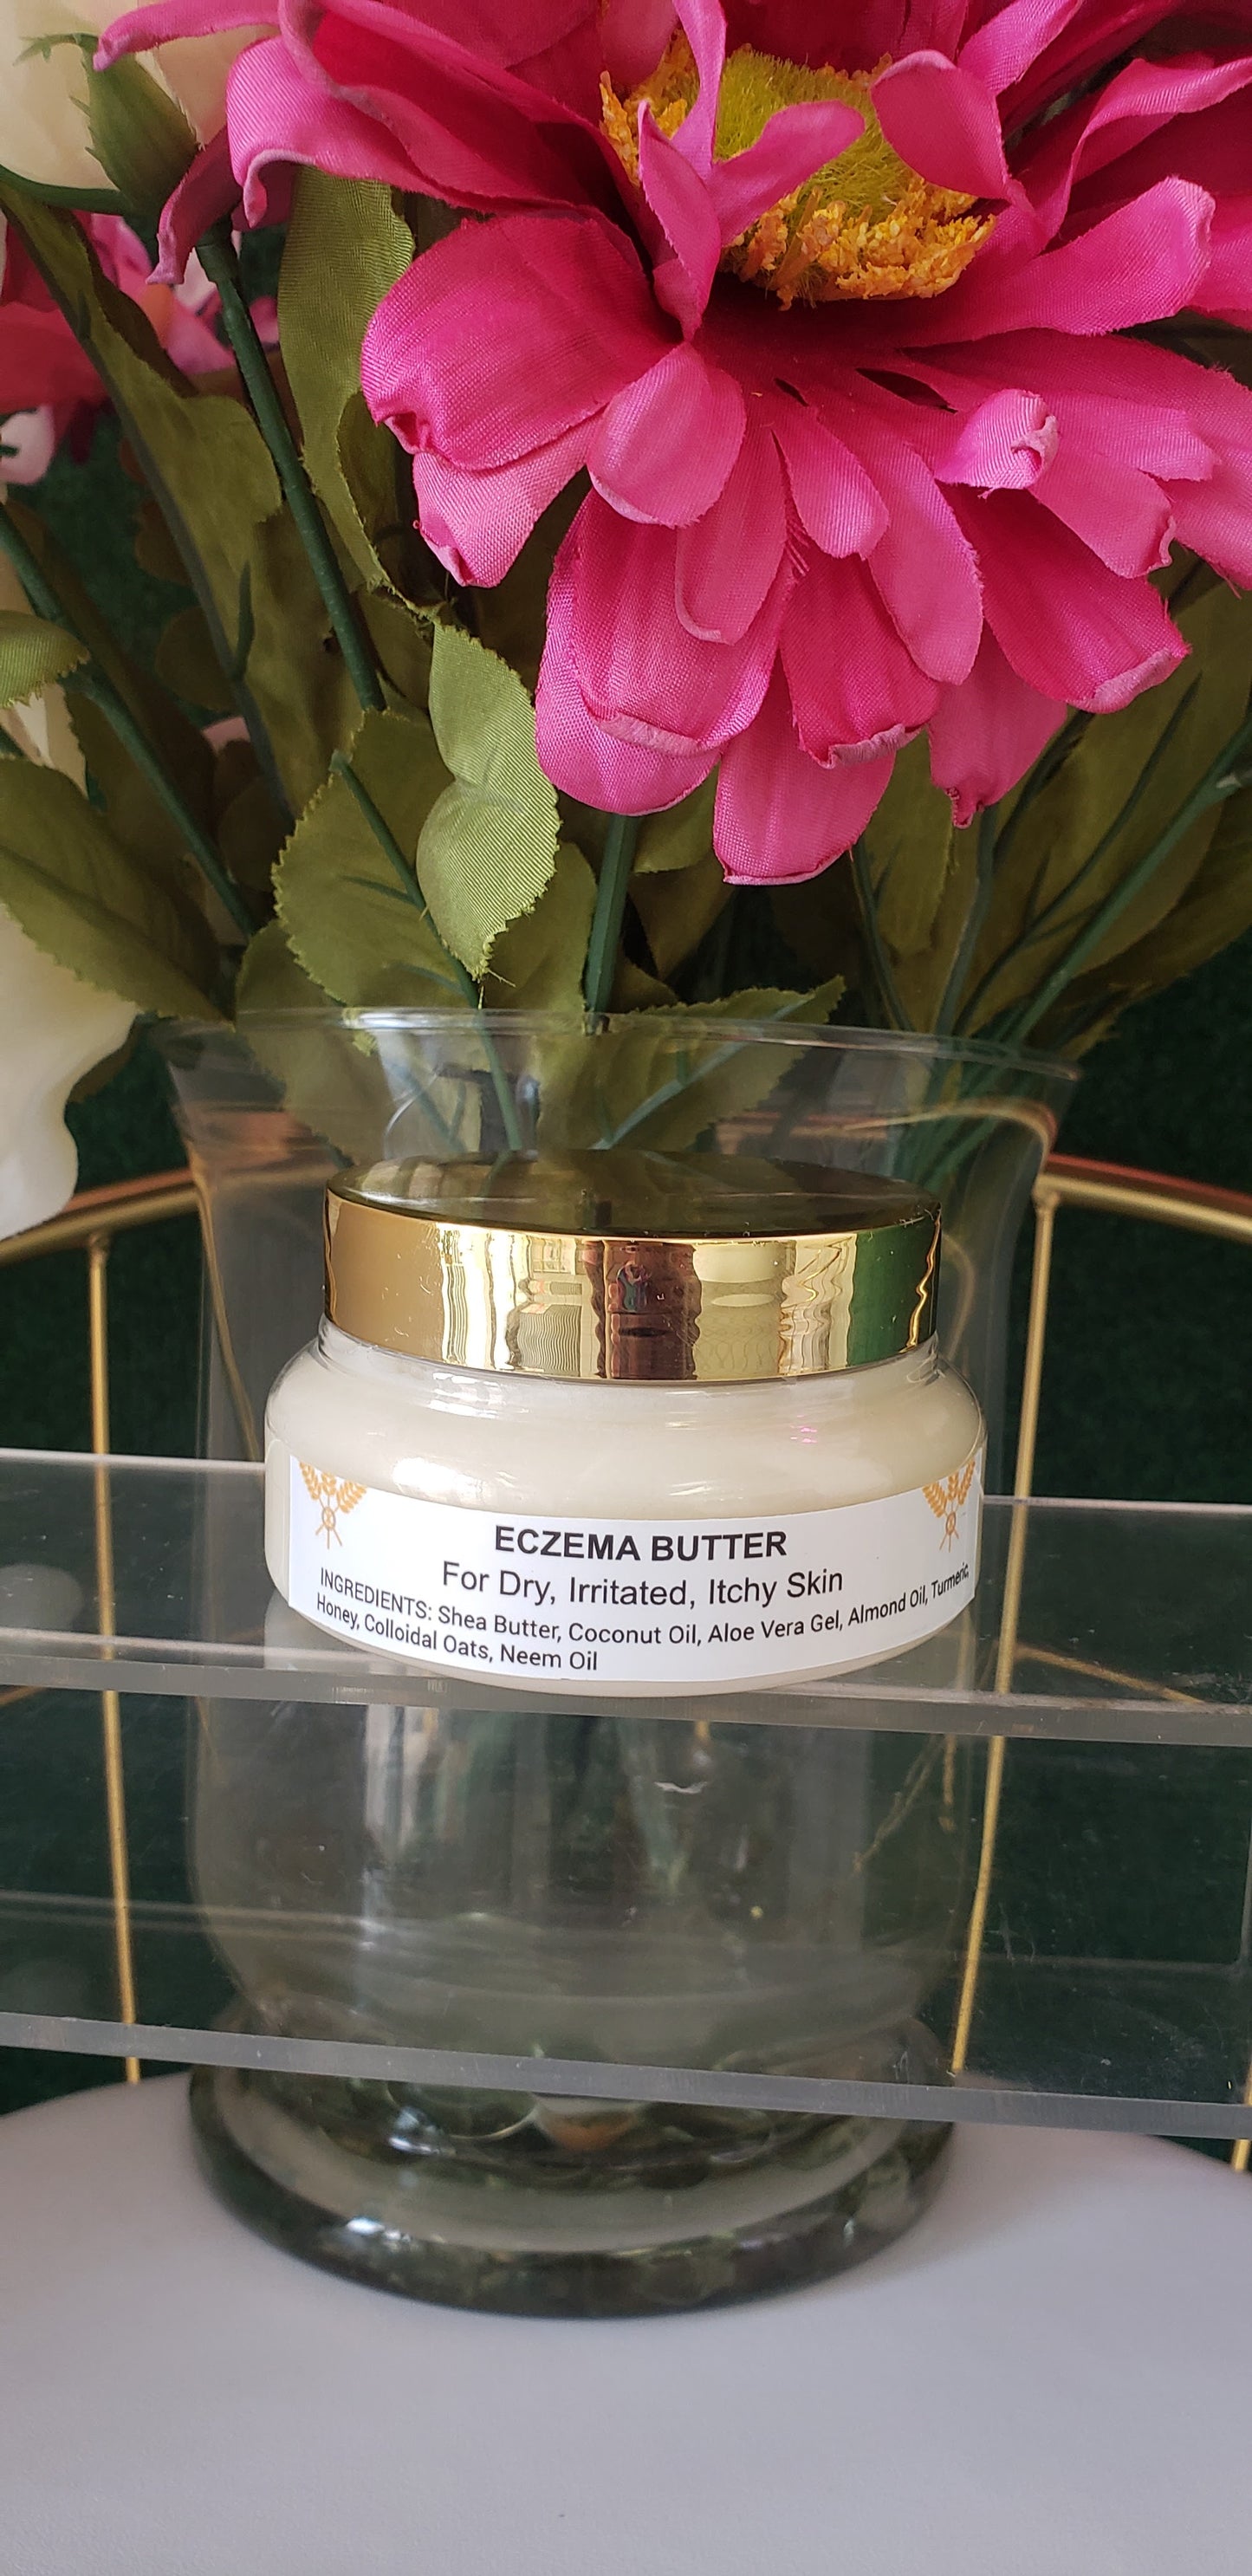 ECZEMA BUTTER
For Dry, Irritated, Itchy Skin
INGREDIENTS: Shea Butter, Coconut Oil, Aloe Vera Gel, Almond Oil, Turmeric,
Honey, Colloidal Oats, Neem Oil